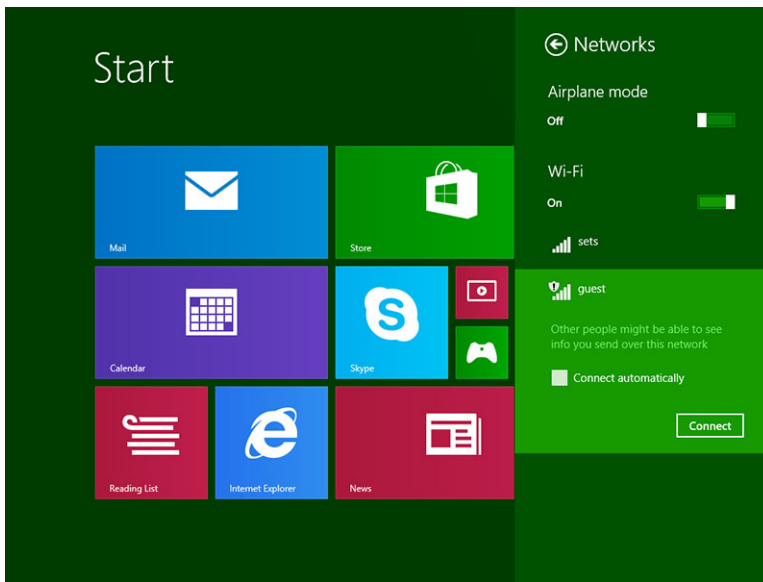 Start
Mail
Store
Calendar
Skype
Reading List
Internet Explorer
News
Networks
Airplane mode
Off
Wi-Fi
On
sets
guest
Other people might be able to see
info you send over this network
Connect automatically
Connect